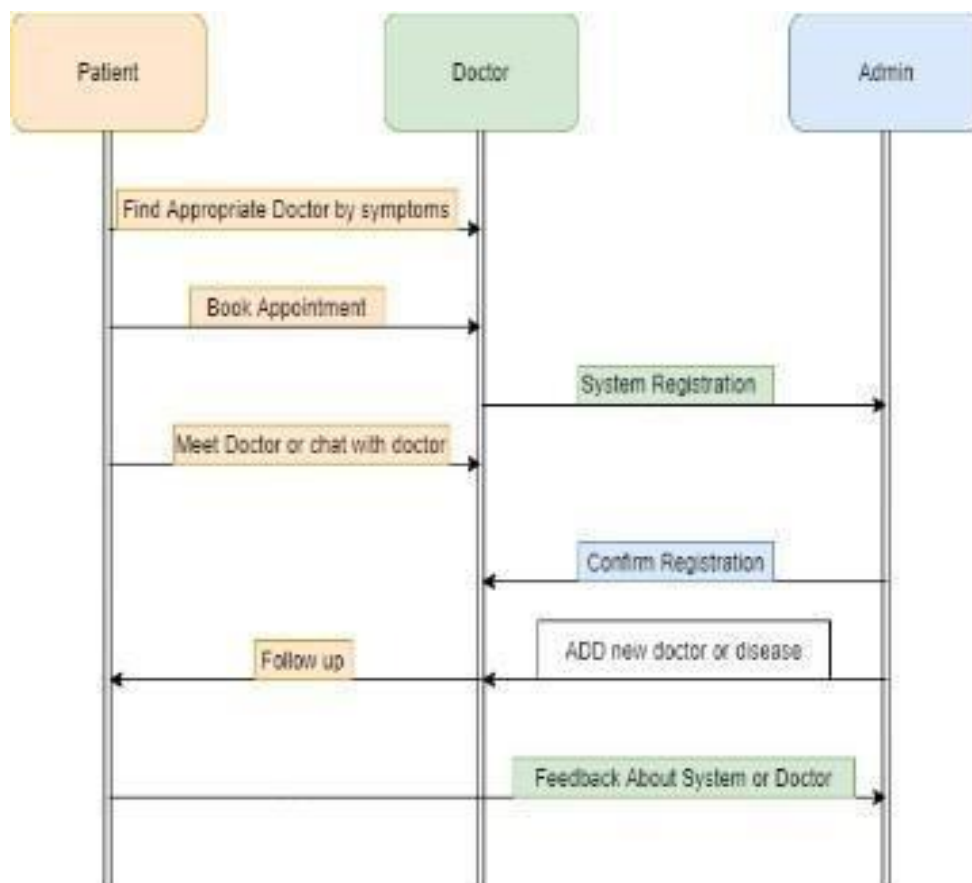 Patient
Doctor
Admin
Find Appropriate Doctor by symptoms
Book Appointment
System Registration
Meet Doctor or chat with doctor
Confirm Registration
ADD new doctor or disease
Follow up
Feedback About System or Doctor